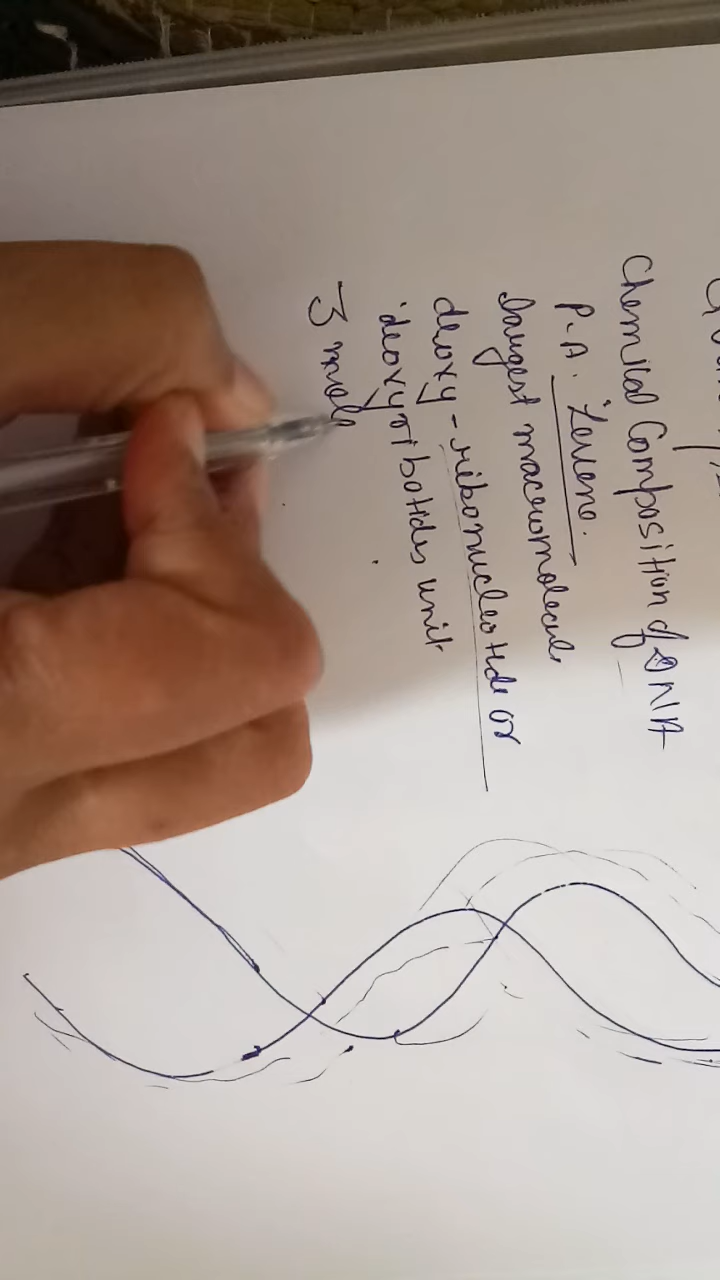 Chemical Composition of DNA
P.A. Levene.
Largest macromolecule
deoxy-ribonucleotide or
deoxyribotides unit
3 mole